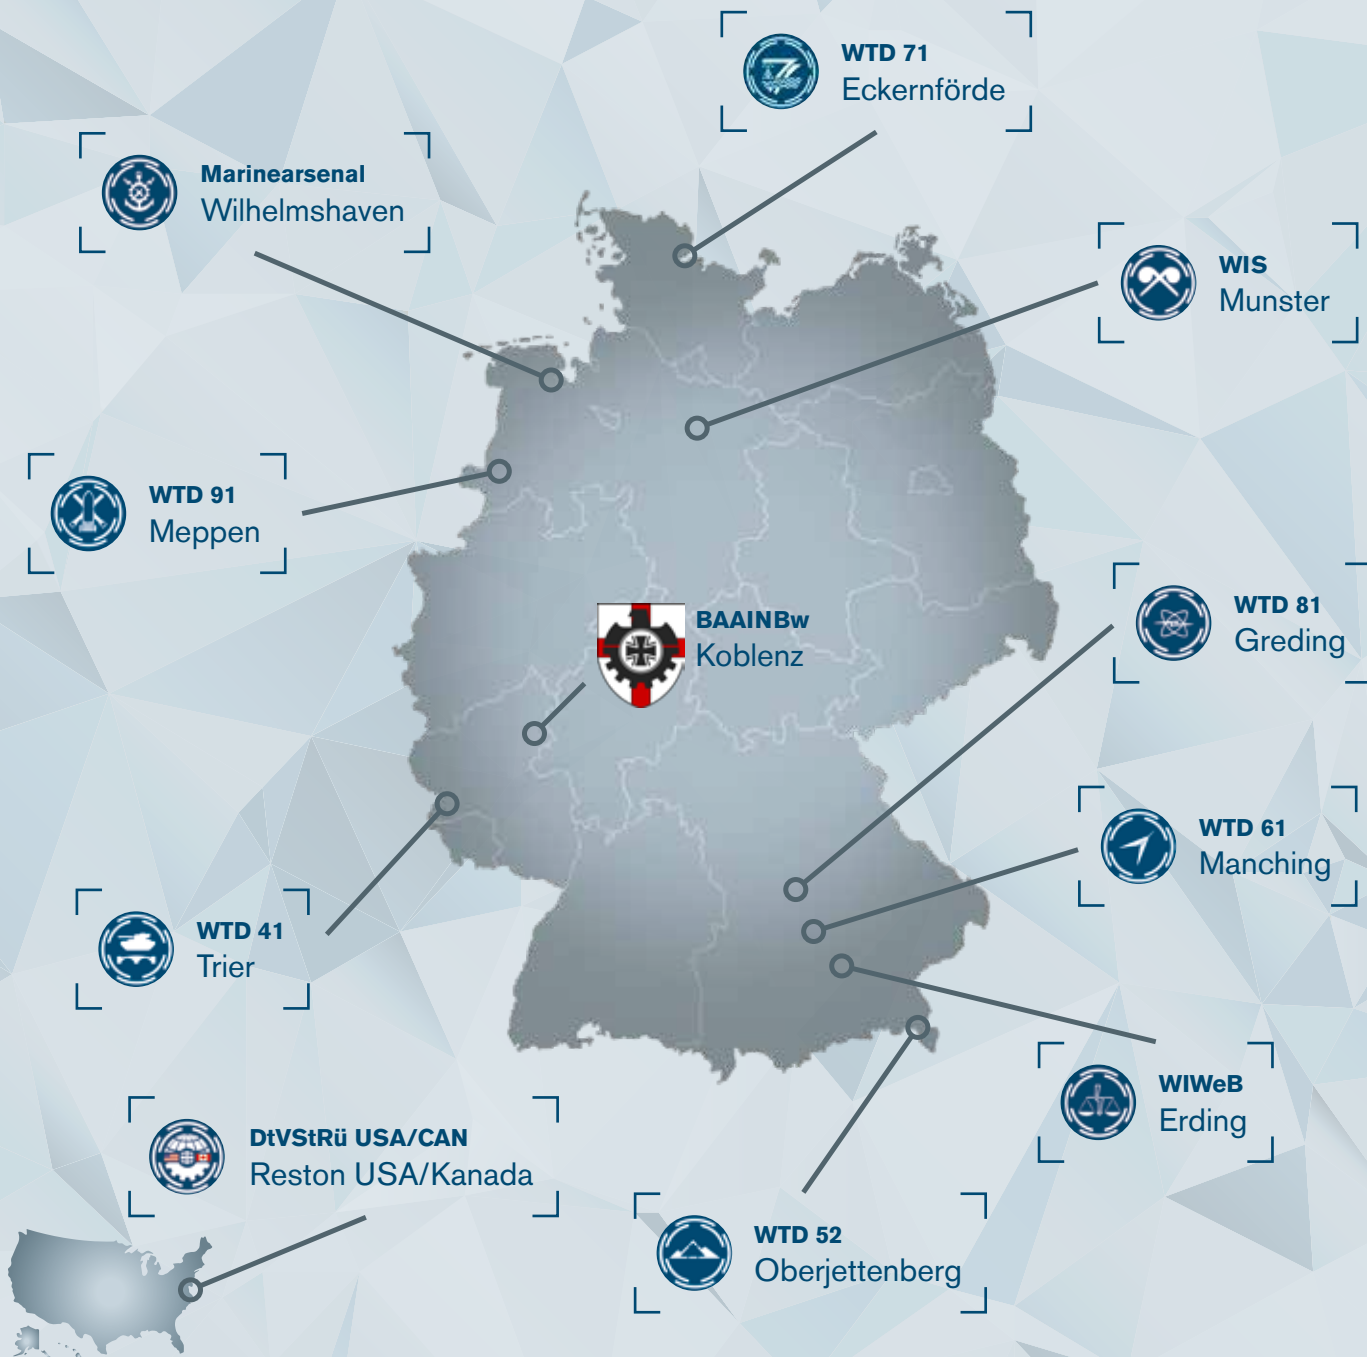 WTD 71
Eckernförde
Marinearsenal
Wilhelmshaven
WIS
Munster
WTD 91
Meppen
BAAINBw
Koblenz
WTD 81
Greding
WTD 61
Manching
WTD 41
Trier
WIWeB
Erding
DtVStRü USA/CAN
Reston USA/Kanada
WTD 52
Oberjettenberg